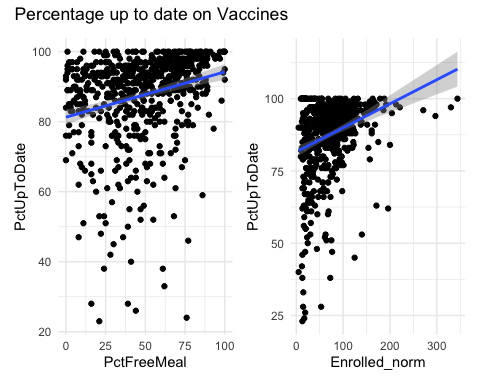 Percentage up to date on Vaccines
PctUpToDate
100
80
60
40
20
0 25 50 75 100
PctFreeMeal
PctUpToDate
100
75
50
25
0 100 200 300
Enrolled_norm